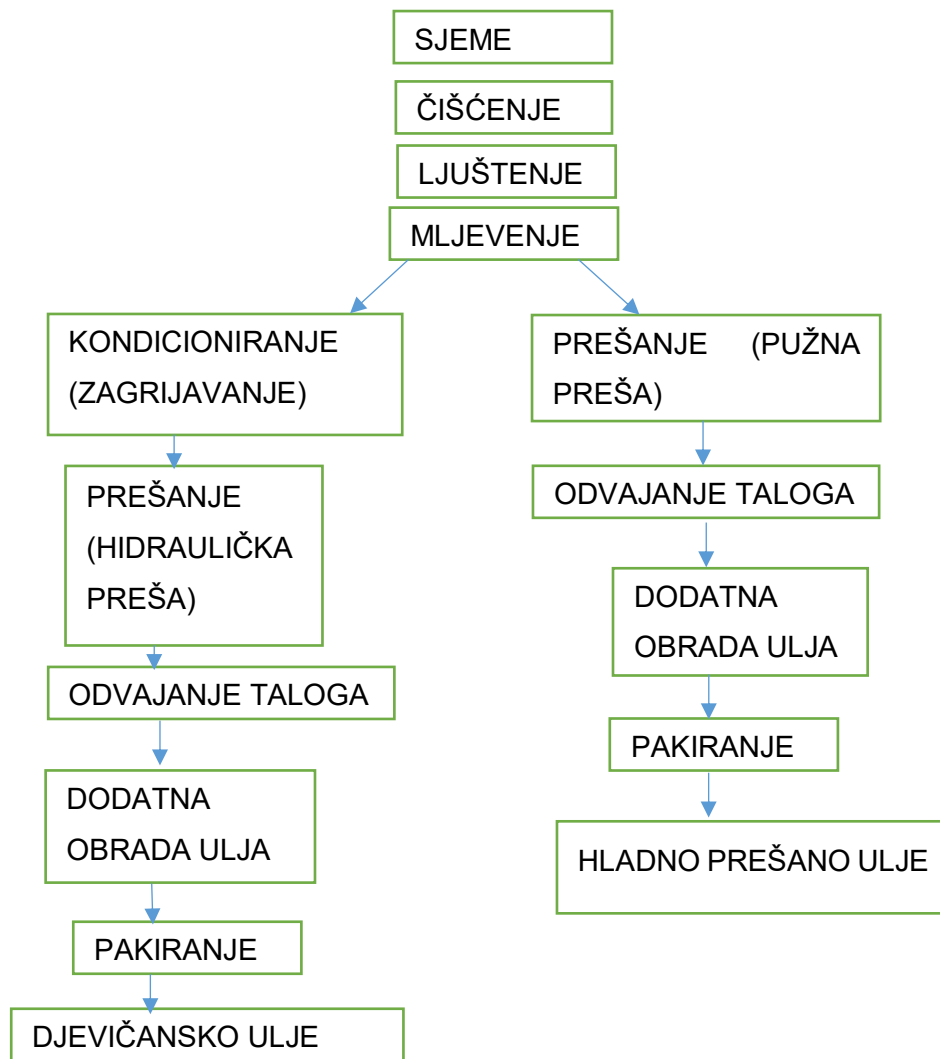 SJEME
ČIŠĆENJE
LJUŠTENJE
MLJEVENJE
KONDICIONIRANJE
(ZAGRIJAVANJE)
PREŠANJE
(HIDRAULIČKA
PREŠA)
ODVAJANJE TALOGA
DODATNA
OBRADA ULJA
PAKIRANJE
DJEVIČANSKO ULJE
PREŠANJE (PUŽNA
PREŠA)
ODVAJANJE TALOGA
DODATNA
OBRADA ULJA
PAKIRANJE
HLADNO PREŠANO ULJE